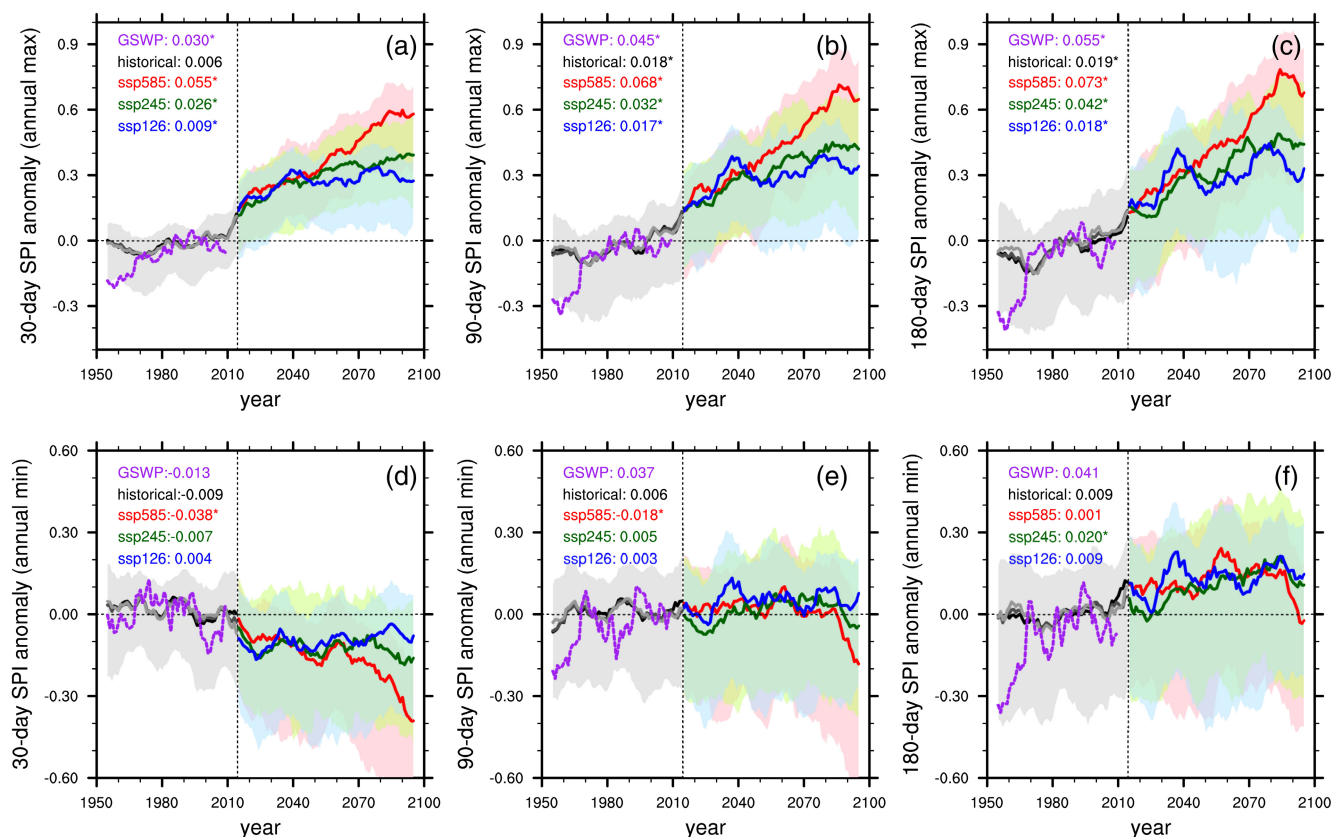 30-day SPI anomaly (annual max)
0.9
0.6
0.3
0.0
-0.3
GSWP: 0.030*
historical: 0.006
ssp585: 0.055*
ssp245: 0.026*
ssp126: 0.009*
(a)
1950 1980 2010 2040 2070 2100
year
90-day SPI anomaly (annual max)
0.9
0.6
0.3
0.0
-0.3
GSWP: 0.045*
historical: 0.018*
ssp585: 0.068*
ssp245: 0.032*
ssp126: 0.017*
(b)
1950 1980 2010 2040 2070 2100
year
180-day SPI anomaly (annual max)
0.9
0.6
0.3
0.0
-0.3
GSWP: 0.055*
historical: 0.019*
ssp585: 0.073*
ssp245: 0.042*
ssp126: 0.018*
(c)
1950 1980 2010 2040 2070 2100
year
30-day SPI anomaly (annual min)
0.60
0.30
0.00
-0.30
-0.60
GSWP:-0.013
historical:-0.009
ssp585:-0.038*
ssp245:-0.007
ssp126: 0.004
(d)
1950 1980 2010 2040 2070 2100
year
90-day SPI anomaly (annual min)
0.60
0.30
0.00
-0.30
-0.60
GSWP: 0.037
historical: 0.006
ssp585:-0.018*
ssp245: 0.005
ssp126: 0.003
(e)
1950 1980 2010 2040 2070 2100
year
180-day SPI anomaly (annual min)
0.60
0.30
0.00
-0.30
-0.60
GSWP: 0.041
historical: 0.009
ssp585: 0.001
ssp245: 0.020*
ssp126: 0.009
(f)
1950 1980 2010 2040 2070 2100
year